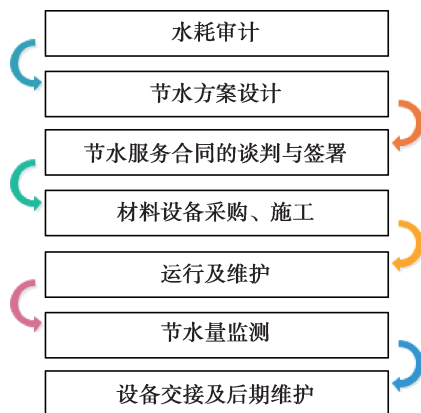 水耗审计
节水方案设计
节水服务合同的谈判与签署
材料设备采购、施工
运行及维护
节水量监测
设备交接及后期维护